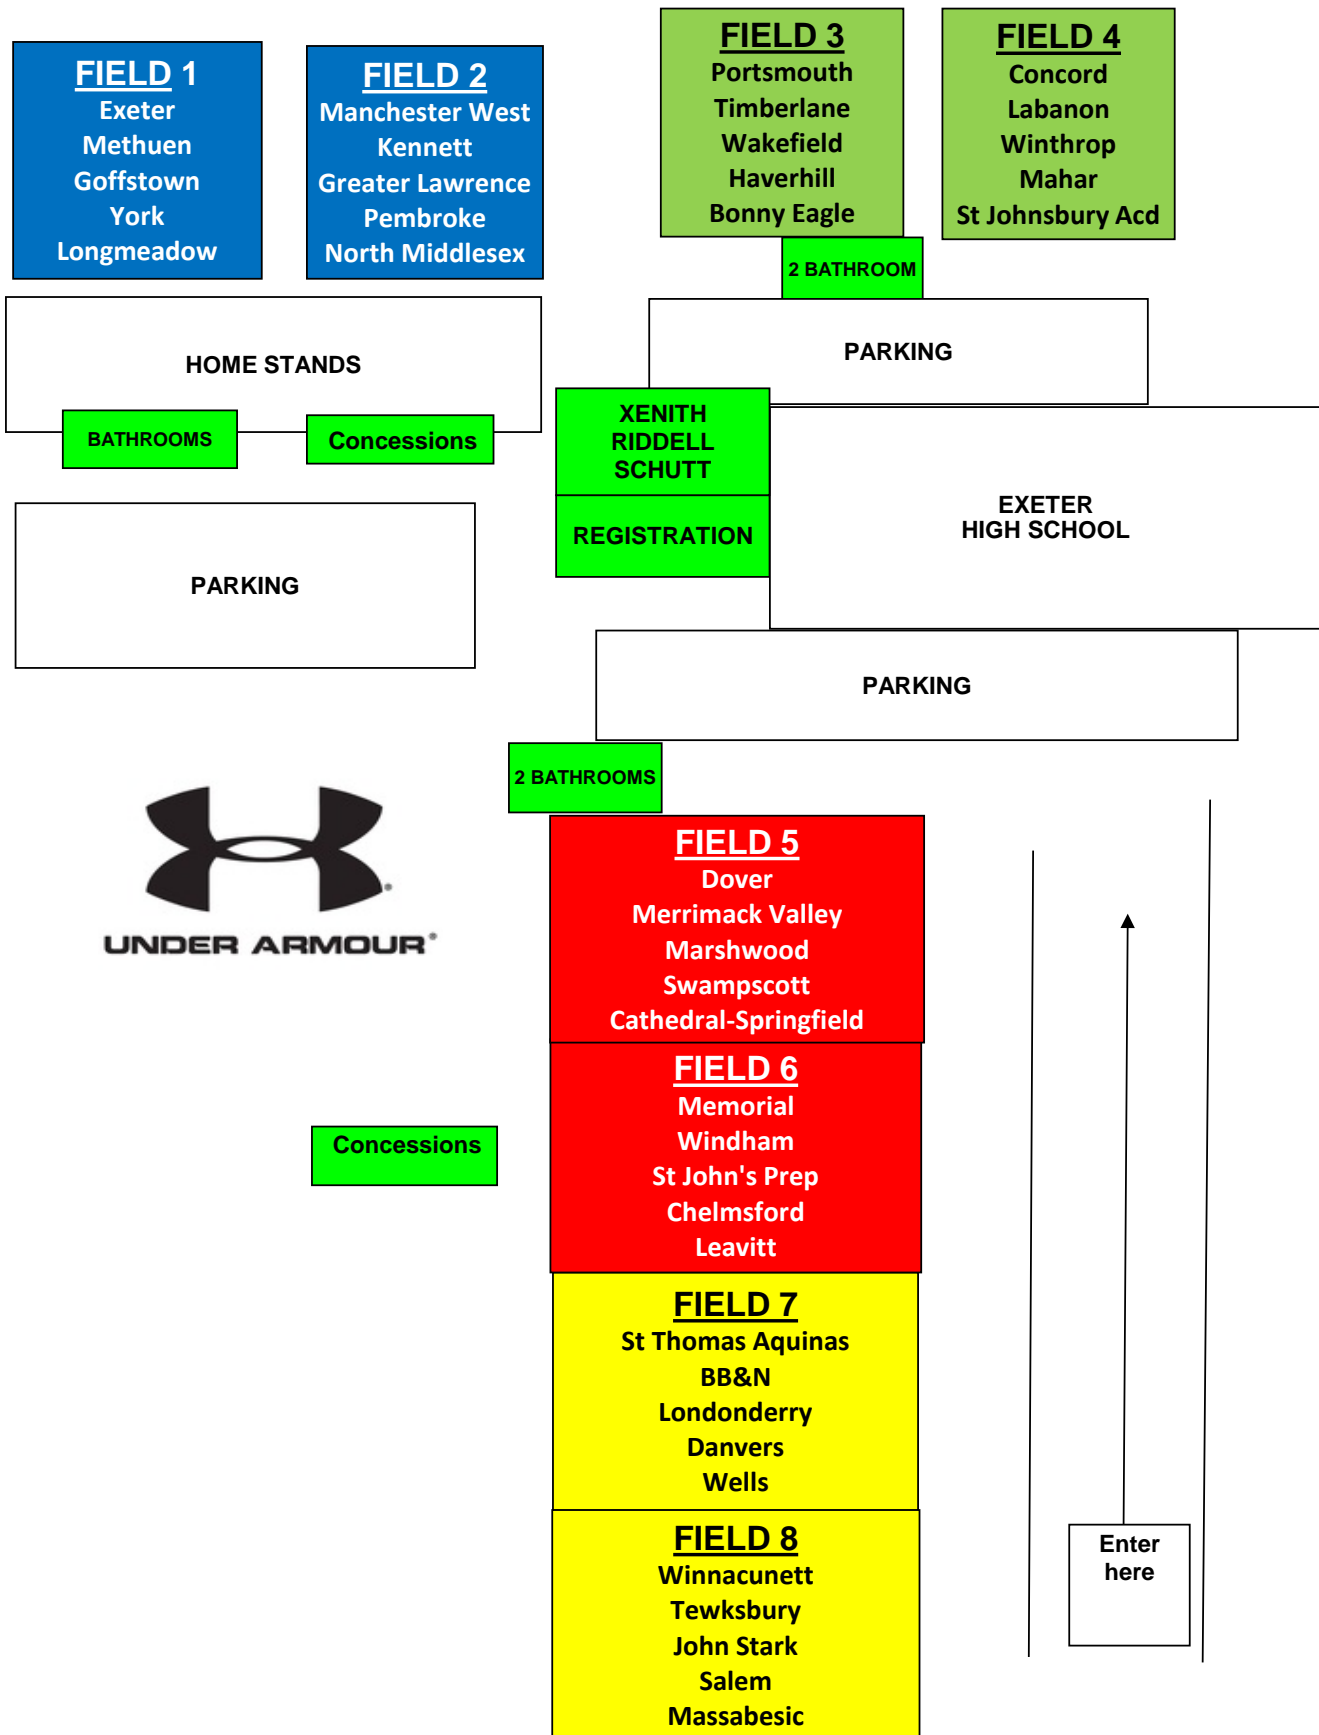 FIELD 1
Exeter
Methuen
Goffstown
York
Longmeadow
FIELD 2
Manchester West
Kennett
Greater Lawrence
Pembroke
North Middlesex
FIELD 3
Portsmouth
Timberlane
Wakefield
Haverhill
Bonny Eagle
FIELD 4
Concord
Labanon
Winthrop
Mahar
St Johnsbury Acd
2 BATHROOM
HOME STANDS
PARKING
BATHROOMS
Concessions
XENITH
RIDDELL
SCHUTT
REGISTRATION
EXETER
HIGH SCHOOL
PARKING
PARKING
2 BATHROOMS
UNDER ARMOUR®
FIELD 5
Dover
Merrimack Valley
Marshwood
Swampscott
Cathedral-Springfield
FIELD 6
Memorial
Windham
St John's Prep
Chelmsford
Leavitt
Concessions
FIELD 7
St Thomas Aquinas
BB&N
Londonderry
Danvers
Wells
FIELD 8
Winnacunett
Tewksbury
John Stark
Salem
Massabesic
Enter
here